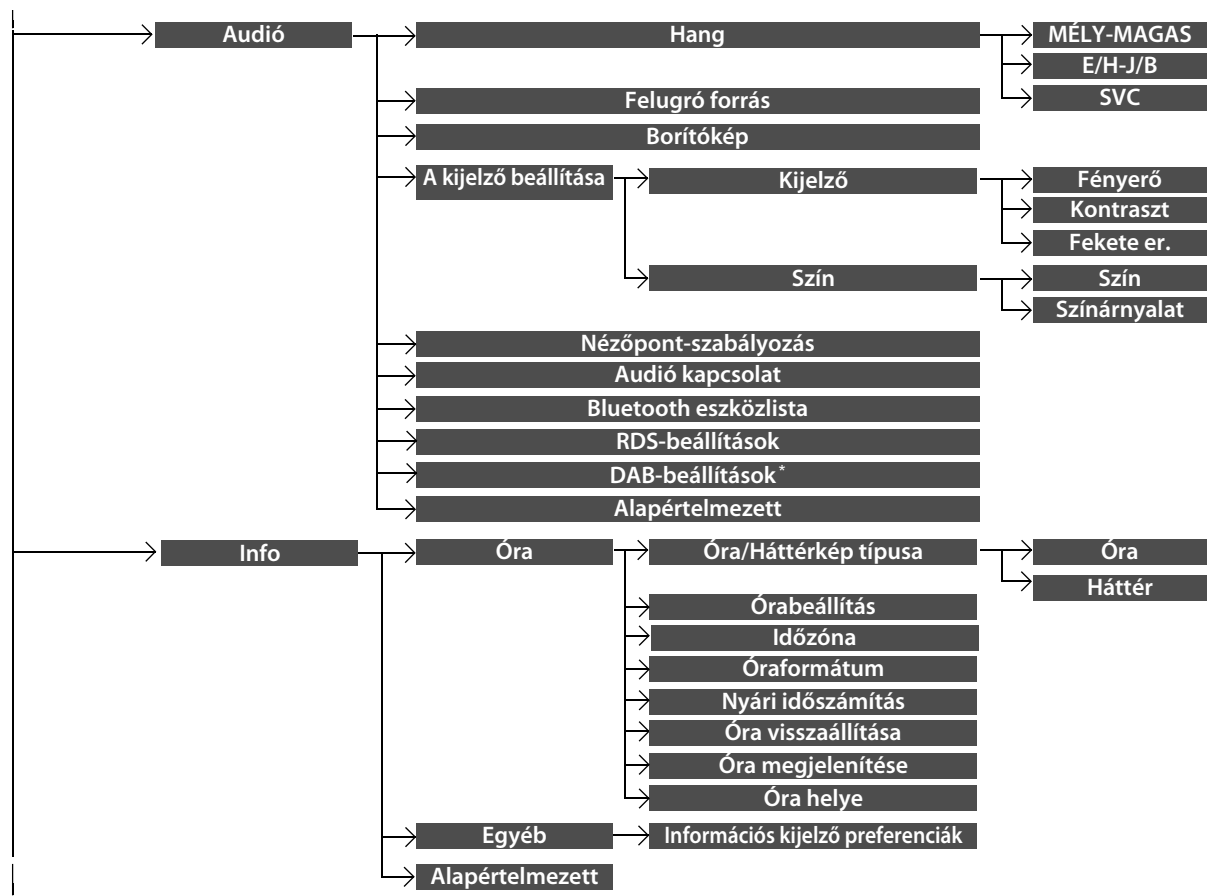 Audió
Hang
MÉLY-MAGAS
E/H-J/B
SVC
Felugró forrás
Borítókép
A kijelző beállítása
Kijelző
Fényerő
Kontraszt
Fekete er.
Szín
Szín
Színárnyalat
Nézőpont-szabályozás
Audió kapcsolat
Bluetooth eszközlista
RDS-beállítások
DAB-beállítások*
Alapértelmezett
Info
Óra
Óra/Háttérkép típusa
Óra
Háttér
Órabeállítás
Időzóna
Óraformátum
Nyári időszámítás
Óra visszaállítása
Óra megjelenítése
Óra helye
Egyéb
Információs kijelző preferenciák
Alapértelmezett